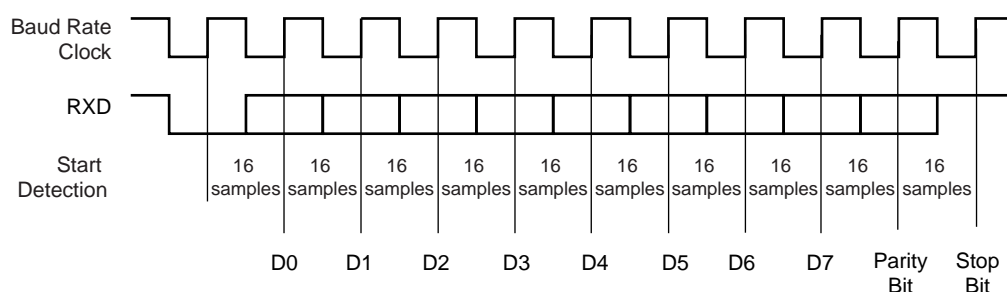 Baud Rate
Clock
RXD
Start
Detection
16 16 16 16 16 16 16 16 16 16
samples samples samples samples samples samples samples samples samples samples
D0 D1 D2 D3 D4 D5 D6 D7 Parity Stop
Bit Bit